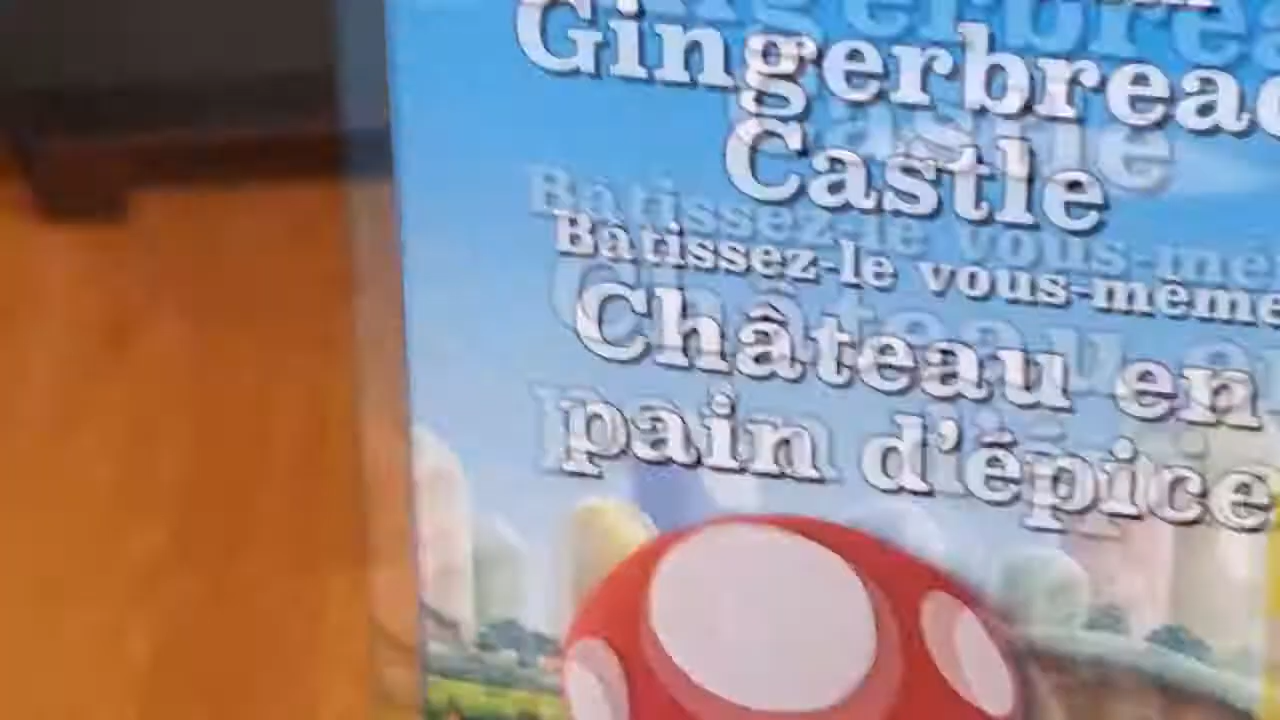 Gingerbread
Castle
Bâtissez-le vous-même
Château en
pain d'épice